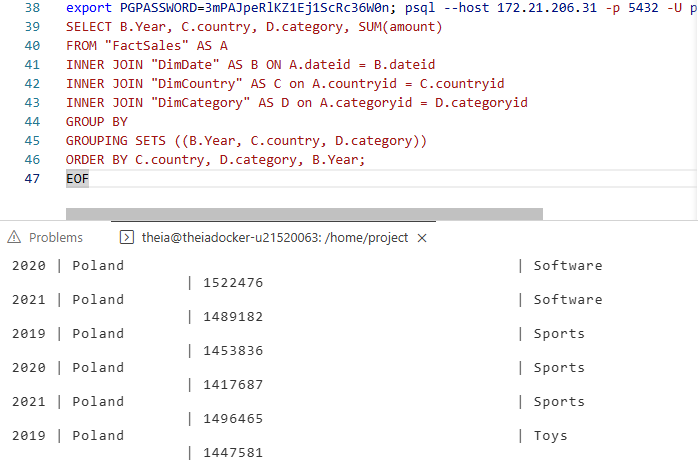 38 export PGPASSWORD=3mPAJpeRlKZ1Ej1ScRc36W0n; psql --host 172.21.206.31 -p 5432 -U p
39 SELECT B.Year, C.country, D.category, SUM(amount)
40 FROM "FactSales" AS A
41 INNER JOIN "DimDate" AS B ON A.dateid = B.dateid
42 INNER JOIN "DimCountry" AS C on A.countryid = C.countryid
43 INNER JOIN "DimCategory" AS D on A.categoryid = D.categoryid
44 GROUP BY
45 GROUPING SETS ((B.Year, C.country, D.category))
46 ORDER BY C.country, D.category, B.Year;
47 EOF
Problems theia@theiadocker-u21520063: /home/project
2020 | Poland | Software
| 1522476
2021 | Poland | Software
| 1489182
2019 | Poland | Sports
| 1453836
2020 | Poland | Sports
| 1417687
2021 | Poland | Sports
| 1496465
2019 | Poland | Toys
| 1447581